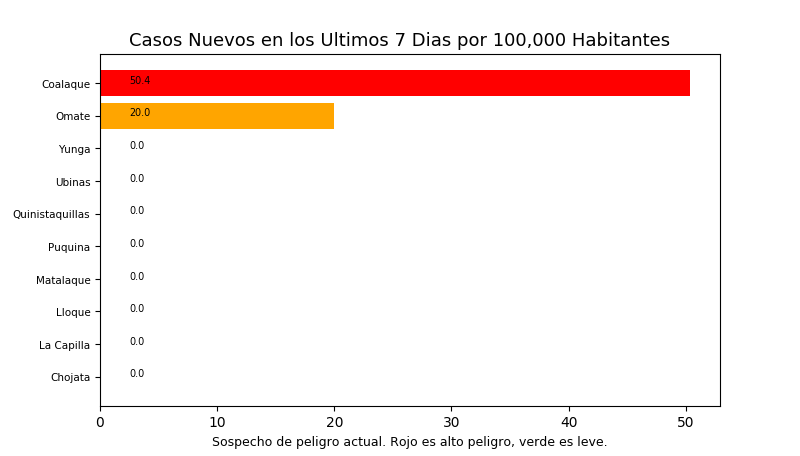 Casos Nuevos en los Ultimos 7 Dias por 100,000 Habitantes
Coalaque 50.4
Omate 20.0
Yunga 0.0
Ubinas 0.0
Quinistaquillas 0.0
Puquina 0.0
Matalaque 0.0
Lloque 0.0
La Capilla 0.0
Chojata 0.0
0 10 20 30 40 50
Sospecho de peligro actual. Rojo es alto peligro, verde es leve.